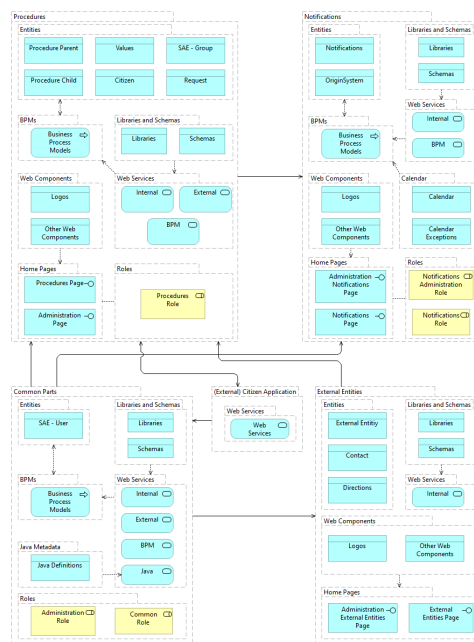 Procedures
Entities
Procedure Parent
Values
SAE - Group
Procedure Child
Citizen
Request
BPMs
Business
Process
Models
Libraries and Schemas
Libraries
Schemas
Web Components
Logos
Other Web
Components
Web Services
Internal
External
BPM
Home Pages
Procedures Page
Administration
Page
Roles
Procedures
Role
Notifications
Entities
Notifications
OriginSystem
Libraries and Schemas
Libraries
Schemas
BPMs
Business
Process
Models
Web Services
Internal
BPM
Web Components
Logos
Other Web
Components
Calendar
Calendar
Calendar
Exceptions
Home Pages
Administration
Notifications
Page
Notifications
Page
Roles
Notifications
Administration
Role
Notifications
Role
Common Parts
Entities
SAE - User
Libraries and Schemas
Libraries
Schemas
BPMs
Business
Process
Models
Web Services
Internal
External
BPM
Java
Java Metadata
Java Definitions
Roles
Administration
Role
Common
Role
(External) Citizen Application
Web Services
Web
Services
External Entities
Entities
External Entitiy
Contact
Directions
Libraries and Schemas
Libraries
Schemas
Web Services
Internal
Web Components
Logos
Other Web
Components
Home Pages
Administration
External Entities
Page
External
Entities Page